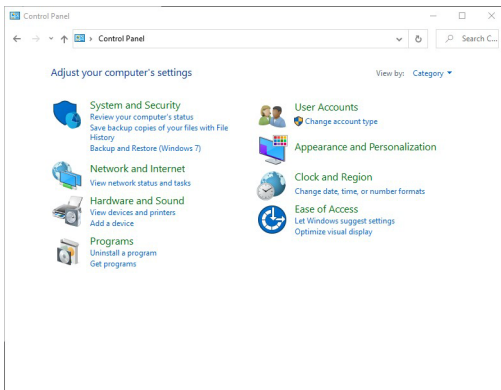 Control Panel
Control Panel
Search C...
Adjust your computer's settings
View by: Category
System and Security
Review your computer's status
Save backup copies of your files with File
History
Backup and Restore (Windows 7)
Network and Internet
View network status and tasks
Hardware and Sound
View devices and printers
Add a device
Programs
Uninstall a program
Get programs
User Accounts
Change account type
Appearance and Personalization
Clock and Region
Change date, time, or number formats
Ease of Access
Let Windows suggest settings
Optimize visual display